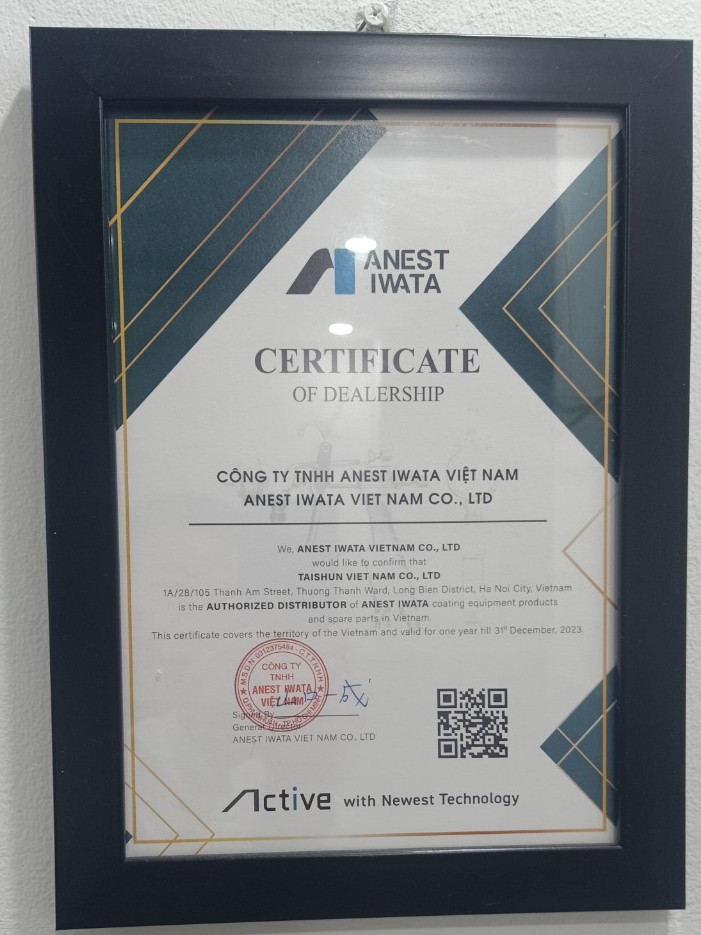 ANEST
IWATA
CERTIFICATE
OF DEALERSHIP
CÔNG TY TNHH ANEST IWATA VIỆT NAM
ANEST IWATA VIET NAM CO., LTD
We, ANEST IWATA VIETNAM CO., LTD
would like to confirm that
TAISHUN VIET NAM CO., LTD
1A/28/105 Thanh Am Street, Thuong Thanh Ward, Long Bien District, Ha Noi City, Vietnam
is the AUTHORIZED DISTRIBUTOR of ANEST IWATA coating equipment products
and spare parts in Vietnam.
This certificate covers the territory of the Vietnam and valid for one year till 31st December, 2023.
M.S.D.N: 0312375484 - C.T.T.N.H.H
CÔNG TY
TNHH
ANEST IWATA
VIỆT NAM
Signed By
General Director
ANEST IWATA VIET NAM CO., LTD
Active with Newest Technology